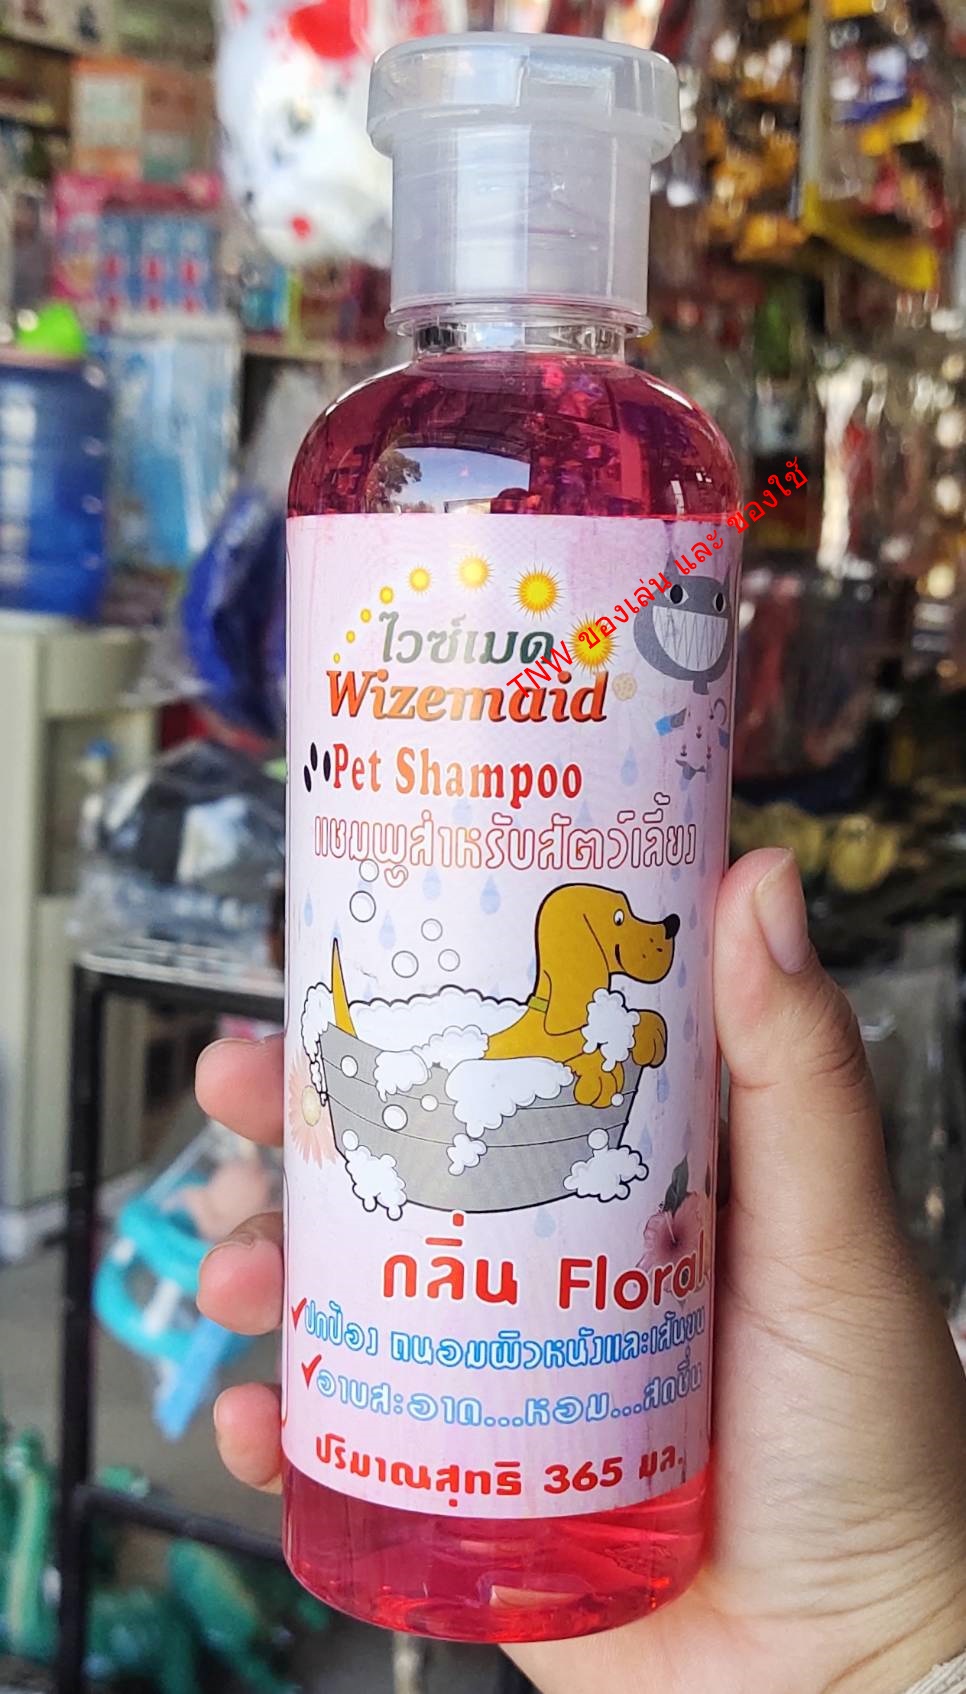 ไวซ์เมด
Wizemaid
TNW ของเล่น และ ของใช้
Pet Shampoo
แชมพูสำหรับสัตว์เลี้ยง
กลิ่น Floral
ปกป้อง ถนอมผิวหนังและเส้นขน
อาบสะอาด...หอม...สดชื่น
ปริมาณสุทธิ 365 มล.